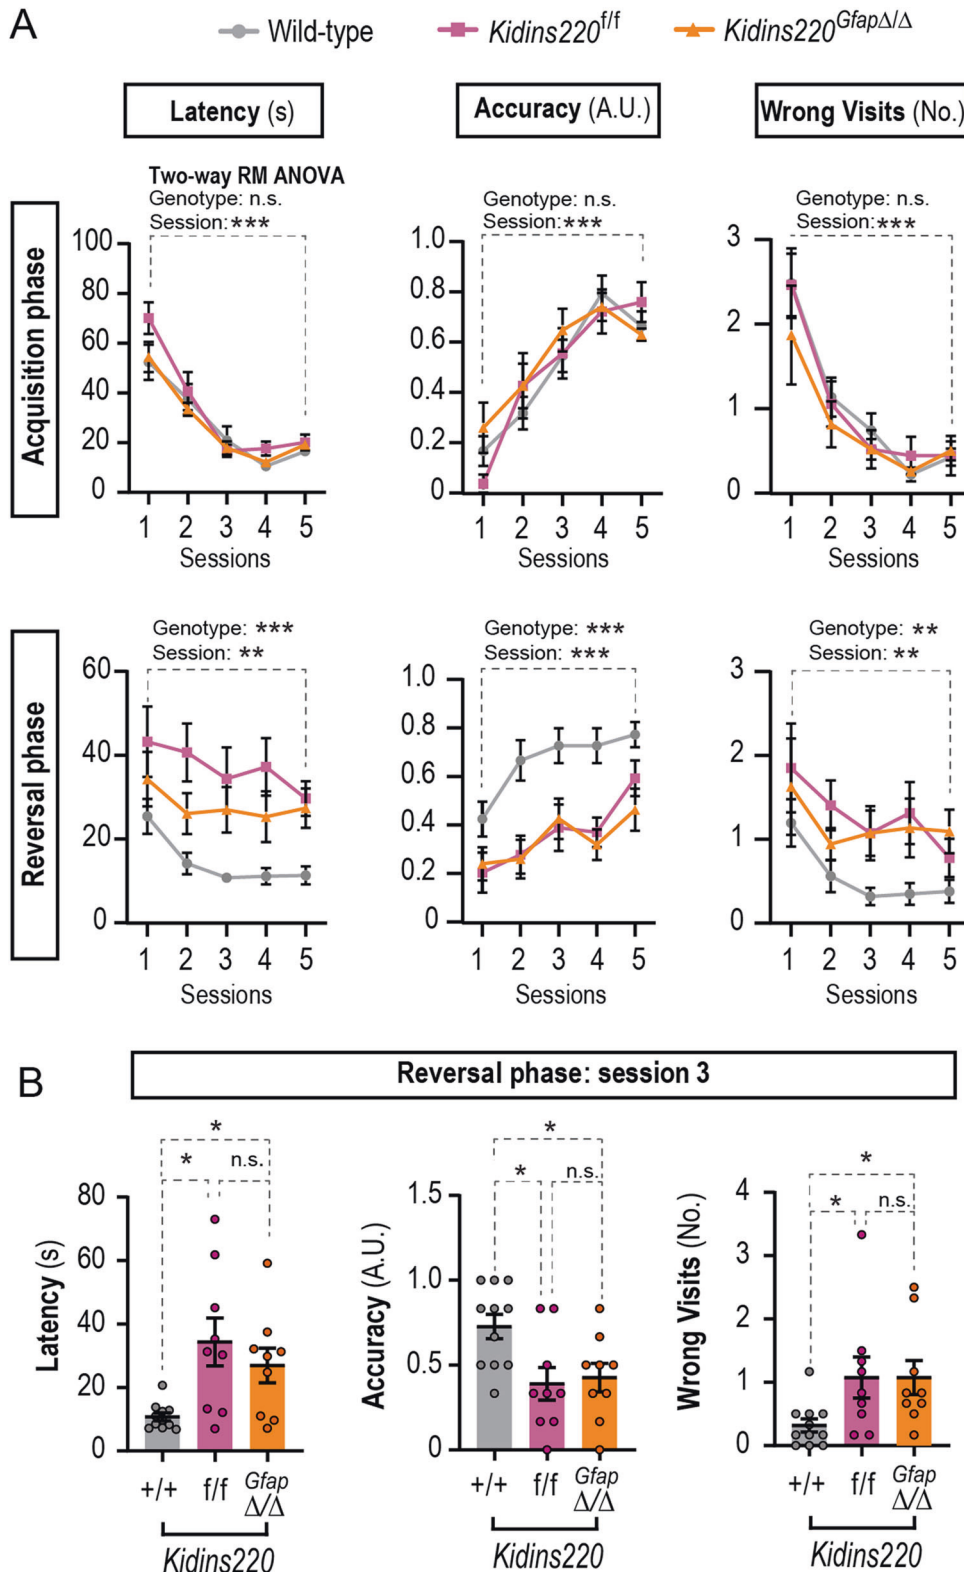 A
Wild-type
Kidins220f/f
Kidins220GfapΔ/Δ
Latency (s)
Accuracy (A.U.)
Wrong Visits (No.)
Acquisition phase
Two-way RM ANOVA
Genotype: n.s.
Session: ***
100
80
60
40
20
0
1 2 3 4 5
Sessions
Genotype: n.s.
Session: ***
1.0
0.8
0.6
0.4
0.2
0
1 2 3 4 5
Sessions
Genotype: n.s.
Session: ***
3
2
1
0
1 2 3 4 5
Sessions
Reversal phase
Genotype: ***
Session: **
60
40
20
0
1 2 3 4 5
Sessions
Genotype: ***
Session: ***
1.0
0.8
0.6
0.4
0.2
0
1 2 3 4 5
Sessions
Genotype: **
Session: **
3
2
1
0
1 2 3 4 5
Sessions
B
Reversal phase: session 3
Latency (s)
*
*
n.s.
80
60
40
20
0
+/+ f/f Gfap
Δ/Δ
Kidins220
Accuracy (A.U.)
*
*
n.s.
1.5
1.0
0.5
0
+/+ f/f Gfap
Δ/Δ
Kidins220
Wrong Visits (No.)
*
*
n.s.
4
3
2
1
0
+/+ f/f Gfap
Δ/Δ
Kidins220